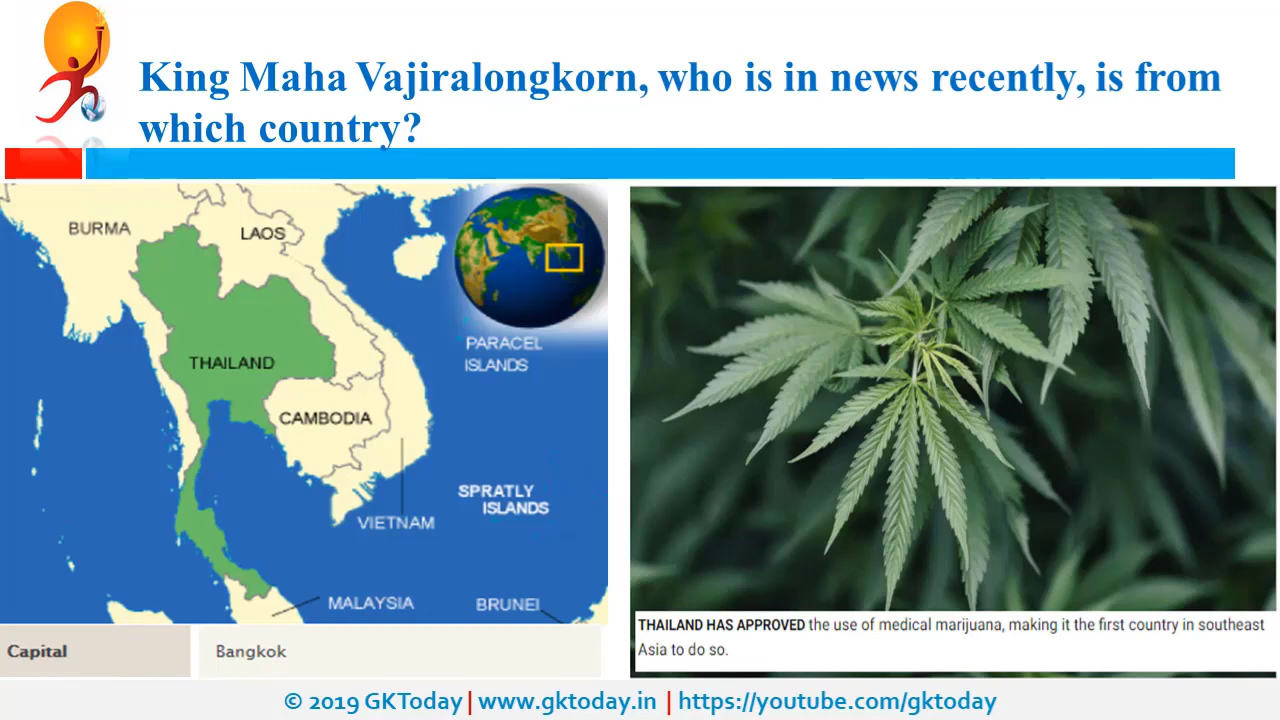 King Maha Vajiralongkorn, who is in news recently, is from
which country?
BURMA
LAOS
THAILAND
CAMBODIA
PARACEL
ISLANDS
SPRATLY
ISLANDS
VIETNAM
MALAYSIA
BRUNEI
Capital Bangkok
THAILAND HAS APPROVED the use of medical marijuana, making it the first country in southeast
Asia to do so.
© 2019 GKToday | www.gktoday.in | https://youtube.com/gktoday